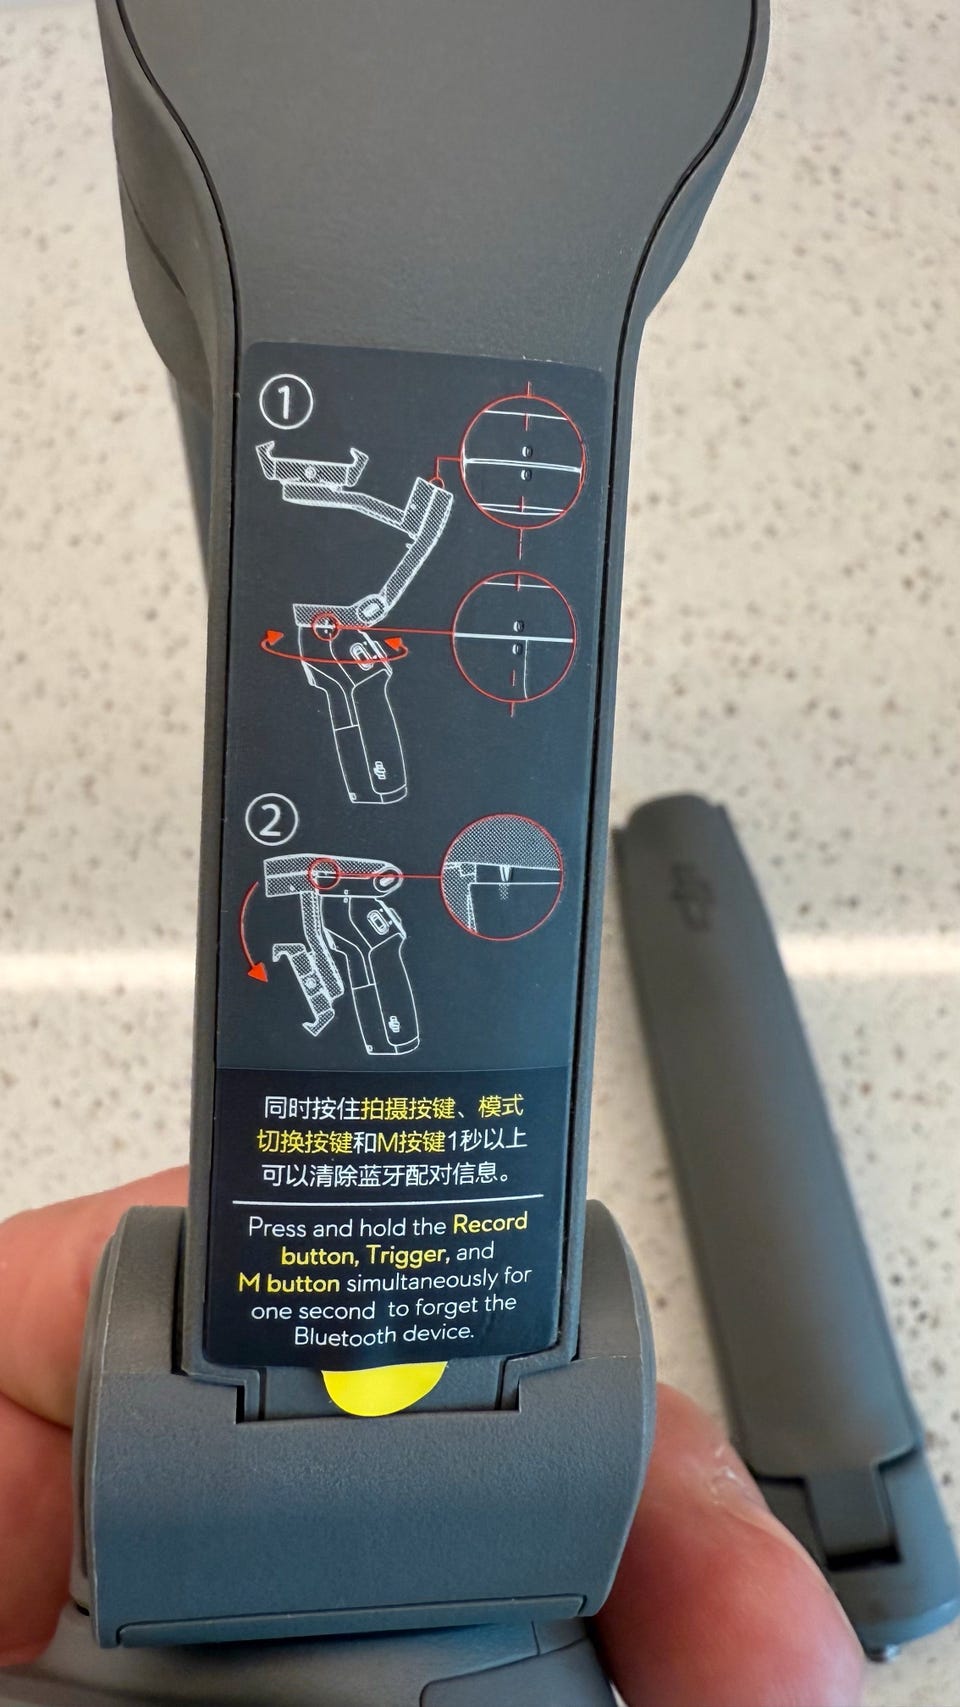 1
2
同时按住拍摄按键、模式
切换按键和M按键1秒以上
可以清除蓝牙配对信息。
Press and hold the Record
button, Trigger, and
M button simultaneously for
one second to forget the
Bluetooth device.